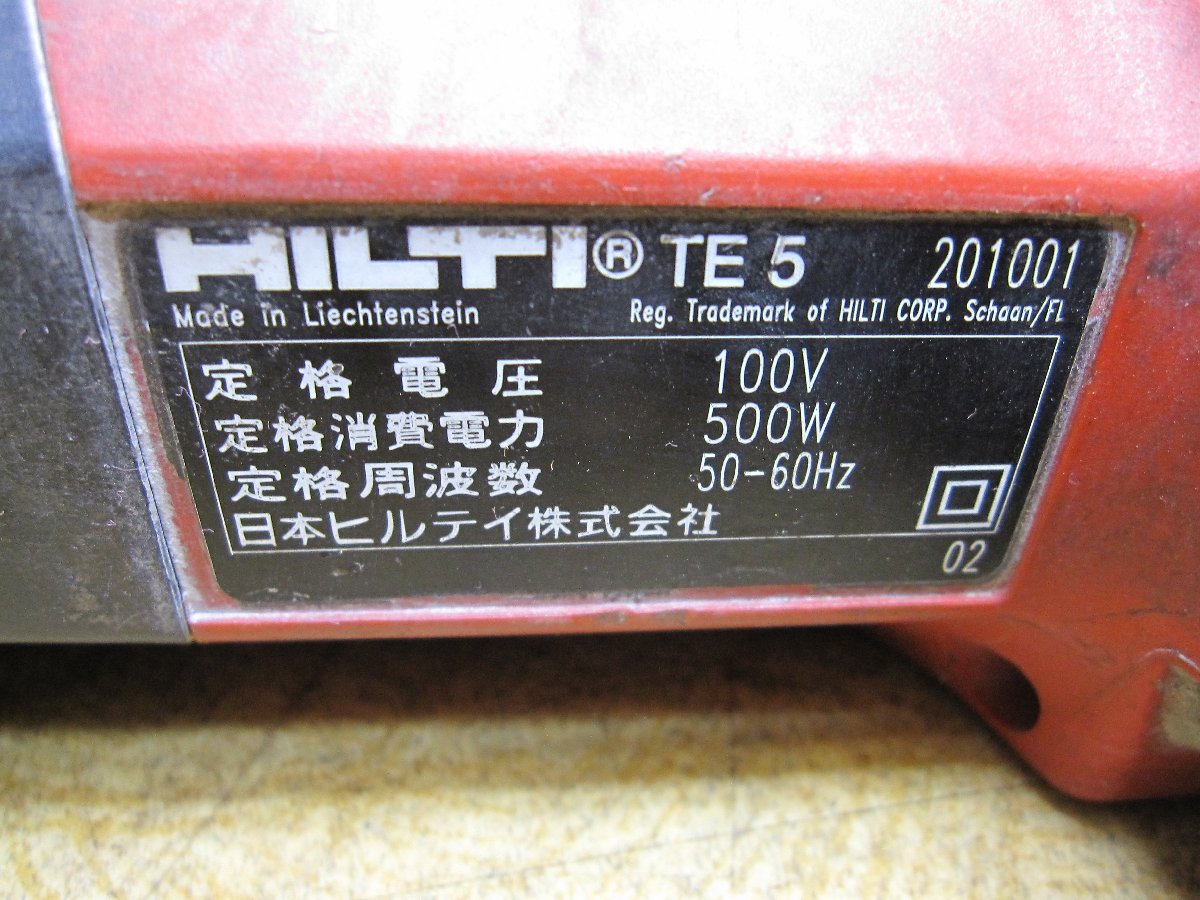 HILTI® TE 5 201001
Made in Liechtenstein Reg. Trademark of HILTI CORP. Schaan/FL
定格電圧 100V
定格消費電力 500W
定格周波数 50-60Hz
日本ヒルティ株式会社
02